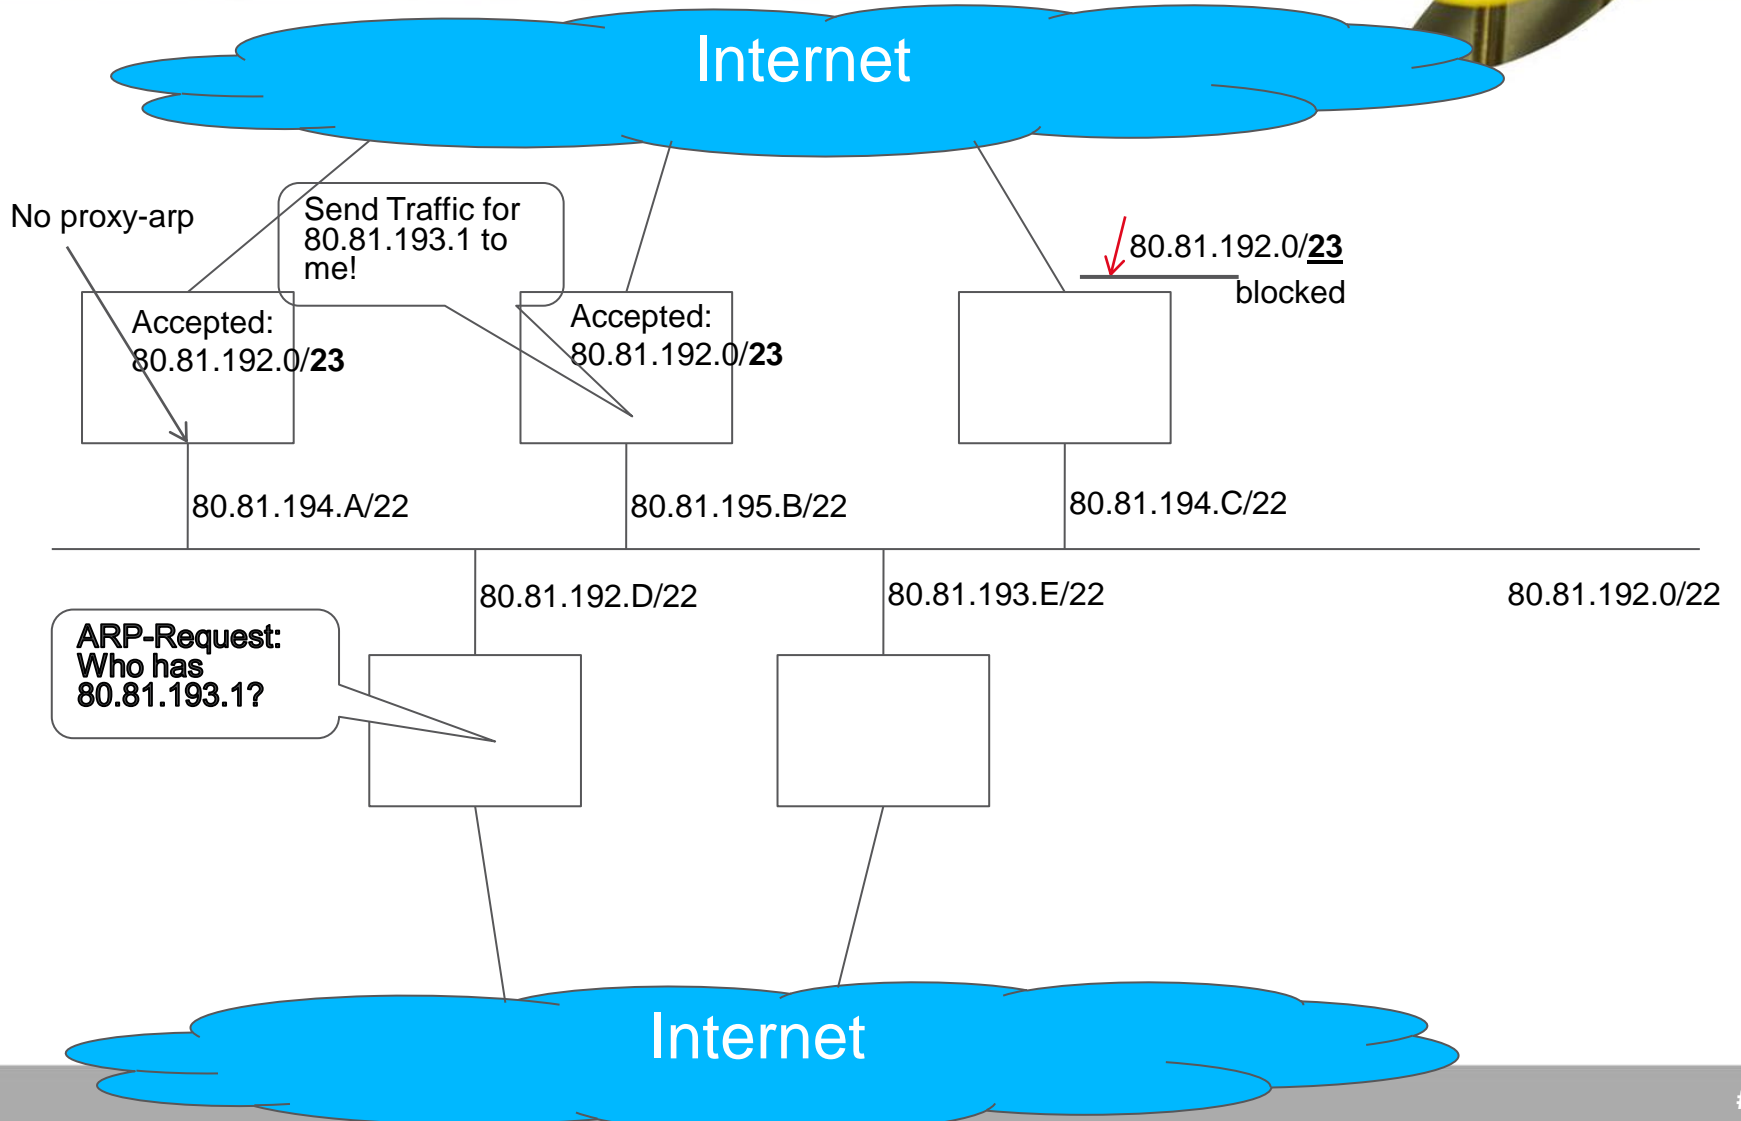 Internet
No proxy-arp
Send Traffic for
80.81.193.1 to
me!
80.81.192.0/23
blocked
Accepted:
80.81.192.0/23
Accepted:
80.81.192.0/23
80.81.194.A/22
80.81.195.B/22
80.81.194.C/22
80.81.192.D/22
80.81.193.E/22
80.81.192.0/22
ARP-Request:
Who has
80.81.193.1?
Internet